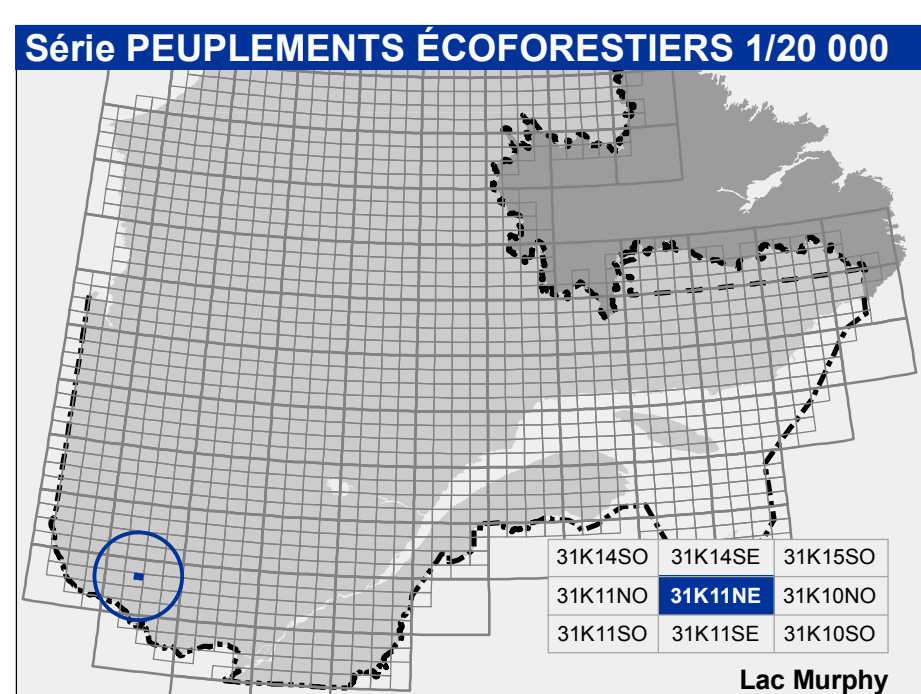 Série PEUPLEMENTS ÉCOFORESTIERS 1/20 000
31K14SO 31K14SE 31K15SO
31K11NO 31K11NE 31K10NO
31K11SO 31K11SE 31K10SO
Lac Murphy